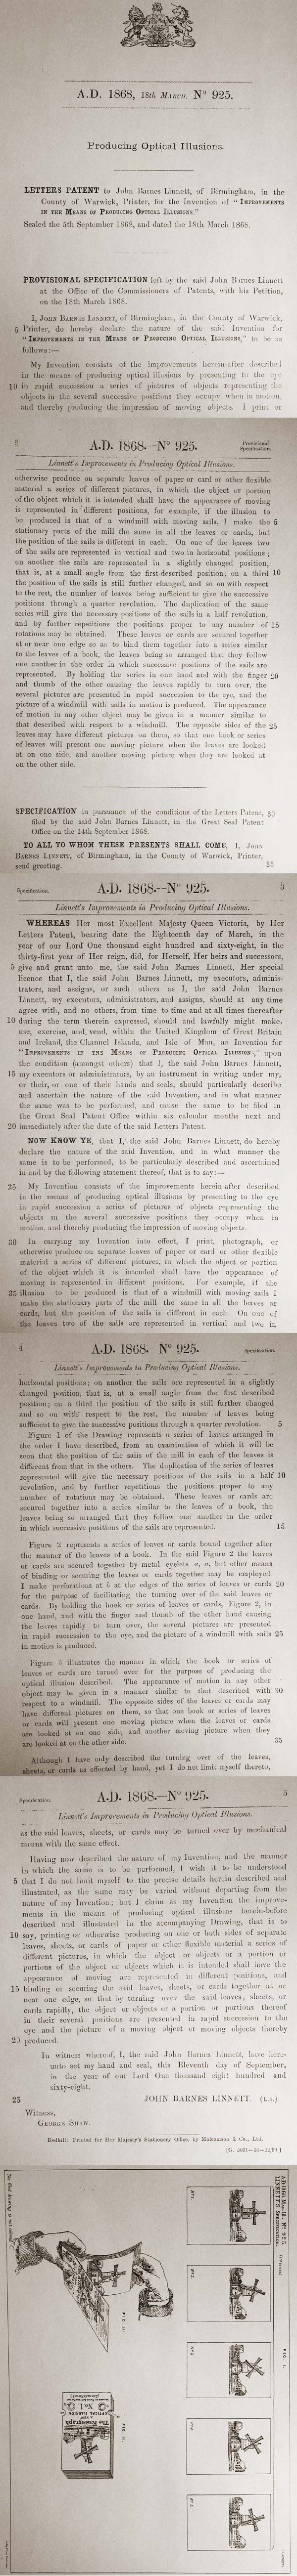 A.D. 1868, 18th March. No 925.
Producing Optical Illusions.
LETTERS PATENT to John Barnes Linnett, of Birmingham, in the
County of Warwick, Printer, for the Invention of "Improvements
in the Means of Producing Optical Illusions."
Sealed the 5th September 1868, and dated the 18th March 1868.
PROVISIONAL SPECIFICATION left by the said John Barnes Linnett
at the Office of the Commissioners of Patents, with his Petition,
on the 18th March 1868.
I, John Barnes Linnett, of Birmingham, in the County of Warwick,
5 Printer, do hereby declare the nature of the said Invention for
"Improvements in the Means of Producing Optical Illusions," to be as
follows:—
My Invention consists of the improvements herein-after described
in the means of producing optical illusions by presenting to the eye
10 in rapid succession a series of pictures of objects representing the
objects in the several successive positions they occupy when in motion,
and thereby producing the impression of moving objects. I print or
2 A.D. 1868.—No 925. Provisional Specification.
Linnett's Improvements in Producing Optical Illusions.
otherwise produce on separate leaves of paper or card or other flexible
material a series of different pictures, in which the object or portion
of the object which it is intended shall have the appearance of moving
is represented in different positions, for example, if the illusion to
be produced is that of a windmill with moving sails, I make the 5
stationary parts of the mill the same in all the leaves or cards, but
the position of the sails is different in each. On one of the leaves two
of the sails are represented in vertical and two in horizontal positions;
on another the sails are represented in a slightly changed position,
that is, at a small angle from the first-described position; on a third 10
the position of the sails is still further changed, and so on with respect
to the rest, the number of leaves being sufficient to give the successive
positions through a quarter revolution. The duplication of the same
series will give the necessary positions of the sails in a half revolution,
and by further repetitions the positions proper to any number of 15
rotations may be obtained. These leaves or cards are secured together
at or near one edge so as to bind them together into a series similar
to the leaves of a book, the leaves being so arranged that they follow
one another in the order in which successive positions of the sails are
represented. By holding the series in one hand and with the finger 20
and thumb of the other causing the leaves rapidly to turn over, the
several pictures are presented in rapid succession to the eye, and the
picture of a windmill with sails in motion is produced. The appearance
of motion in any other object may be given in a manner similar to
that described with respect to a windmill. The opposite sides of the 25
leaves may have different pictures on them, so that one book or series
of leaves will present one moving picture when the leaves are looked
at on one side, and another moving picture when they are looked at
on the other side.
SPECIFICATION in pursuance of the conditions of the Letters Patent, 30
filed by the said John Barnes Linnett, in the Great Seal Patent
Office on the 14th September 1868.
TO ALL TO WHOM THESE PRESENTS SHALL COME, I, John
Barnes Linnett, of Birmingham, in the County of Warwick, Printer,
send greeting. 35
Specification. A.D. 1868.—No 925. 3
Linnett's Improvements in Producing Optical Illusions.
WHEREAS Her most Excellent Majesty Queen Victoria, by Her
Letters Patent, bearing date the Eighteenth day of March, in the
year of our Lord One thousand eight hundred and sixty-eight, in the
thirty-first year of Her reign, did, for Herself, Her heirs and successors,
5 give and grant unto me, the said John Barnes Linnett, Her special
licence that I, the said John Barnes Linnett, my executors, adminis-
trators, and assigns, or such others as I, the said John Barnes
Linnett, my executors, administrators, and assigns, should at any time
agree with, and no others, from time to time and at all times thereafter
10 during the term therein expressed, should and lawfully might make,
use, exercise, and vend, within the United Kingdom of Great Britain
and Ireland, the Channel Islands, and Isle of Man, an Invention for
"Improvements in the Means of Producing Optical Illusions," upon
the condition (amongst others) that I, the said John Barnes Linnett,
15 my executors or administrators, by an instrument in writing under my,
or their, or one of their hands and seals, should particularly describe
and ascertain the nature of the said Invention, and in what manner
the same was to be performed, and cause the same to be filed in
the Great Seal Patent Office within six calendar months next and
20 immediately after the date of the said Letters Patent.
NOW KNOW YE, that I, the said John Barnes Linnett, do hereby
declare the nature of the said Invention, and in what manner the
same is to be performed, to be particularly described and ascertained
in and by the following statement thereof, that is to say:—
25 My Invention consists of the improvements herein-after described
in the means of producing optical illusions by presenting to the eye
in rapid succession a series of pictures of objects representing the
objects in the several successive positions they occupy when in
motion, and thereby producing the impression of moving objects.
30 In carrying my Invention into effect, I print, photograph, or
otherwise produce on separate leaves of paper or card or other flexible
material a series of different pictures, in which the object or portion
of the object which it is intended shall have the appearance of
moving is represented in different positions. For example, if the
35 illusion to be produced is that of a windmill with moving sails I
make the stationary parts of the mill the same in all the leaves or
cards, but the position of the sails is different in each. On one of
the leaves two of the sails are represented in vertical and two in
4 A.D. 1868.—No 925. Specification.
Linnett's Improvements in Producing Optical Illusions.
horizontal positions; on another the sails are represented in a slightly
changed position, that is, at a small angle from the first described
position; on a third the position of the sails is still further changed
and so on with respect to the rest, the number of leaves being
sufficient to give the successive positions through a quarter revolution. 5
Figure 1 of the Drawing represents a series of leaves arranged in
the order I have described, from an examination of which it will be
seen that the position of the sails of the mill in each of the leaves is
different from that in the others. The duplication of the series of leaves
represented will give the necessary positions of the sails in a half 10
revolution, and by further repetitions the positions proper to any
number of rotations may be obtained. These leaves or cards are
secured together into a series similar to the leaves of a book, the
leaves being so arranged that they follow one another in the order
in which successive positions of the sails are represented. 15
Figure 2 represents a series of leaves or cards bound together after
the manner of the leaves of a book. In the said Figure 2 the leaves
or cards are secured together by metal eyelets a, a, but other means
of binding or securing the leaves or cards together may be employed.
I make perforations at b at the edges of the series of leaves or cards 20
for the purpose of facilitating the turning over of the said leaves or
cards. By holding the book or series of leaves or cards, Figure 2, in
one hand, and with the finger and thumb of the other hand causing
the leaves rapidly to turn over, the several pictures are presented
in rapid succession to the eye, and the picture of a windmill with sails 25
in motion is produced.
Figure 3 illustrates the manner in which the book or series of
leaves or cards are turned over for the purpose of producing the
optical illusion described. The appearance of motion in any other
object may be given in a manner similar to that described with 30
respect to a windmill. The opposite sides of the leaves or cards may
have different pictures on them, so that one book or series of leaves
or cards will present one moving picture when the leaves or cards
are looked at on one side, and another moving picture when they
are looked at on the other side. 35
Although I have only described the turning over of the leaves,
sheets, or cards as effected by hand, yet I do not limit myself thereto,
Specification. A.D. 1868.—No 925. 5
Linnett's Improvements in Producing Optical Illusions.
as the said leaves, sheets, or cards may be turned over by mechanical
means with the same effect.
Having now described the nature of my Invention, and the manner
in which the same is to be performed, I wish it to be understood
5 that I do not limit myself to the precise details herein described and
illustrated, as the same may be varied without departing from the
nature of my Invention; but I claim as my Invention the improve-
ments in the means of producing optical illusions herein-before
described and illustrated in the accompanying Drawing, that is to
10 say, printing or otherwise producing on one or both sides of separate
leaves, sheets, or cards of paper or other flexible material a series of
different pictures, in which the object or objects or a portion or
portions of the object or objects which it is intended shall have the
appearance of moving are represented in different positions, and
15 binding or securing the said leaves, sheets, or cards together at or
near one edge, so that by turning over the said leaves, sheets, or
cards rapidly, the object or objects or a portion or portions thereof
in their several positions are presented in rapid succession to the
eye and the picture of a moving object or moving objects thereby
20 produced.
In witness whereof, I, the said John Barnes Linnett, have here-
unto set my hand and seal, this Eleventh day of September,
in the year of our Lord One thousand eight hundred and
sixty-eight.
25 JOHN BARNES LINNETT. (L.S.)
Witness,
George Shaw.
Redhill: Printed for Her Majesty's Stationery Office, by Malcomson & Co., Ltd.
A.D. 1868. Mar. 18. No. 925.
LINNETT'S Specification.
FIG. I.
No 1.
No 2.
No 3.
No 4.
No 5.
FIG. III.
FIG. II.
The Kineograph
A NEW
OPTICAL ILLUSION
No 1.